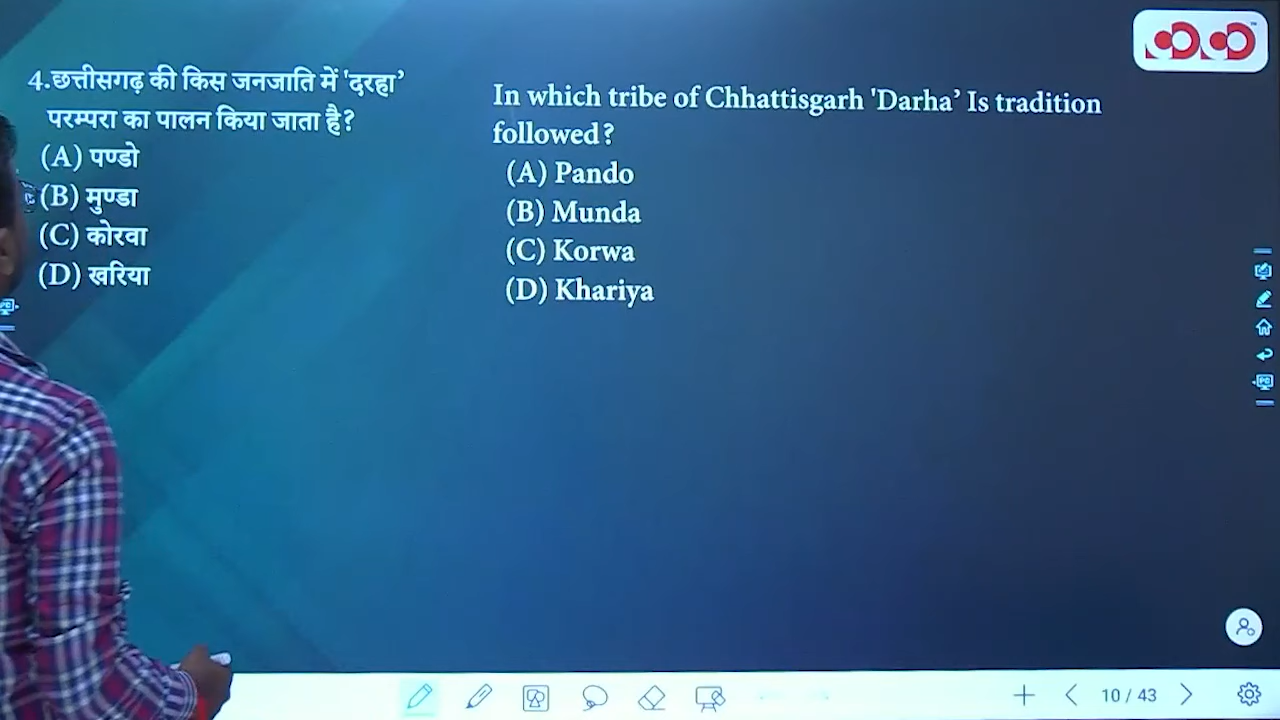 4.छत्तीसगढ़ की किस जनजाति में 'दरहा’
परम्परा का पालन किया जाता है?
(A) पण्डो
(B) मुण्डा
(C) कोरवा
(D) खरिया
In which tribe of Chhattisgarh 'Darha’ Is tradition
followed?
(A) Pando
(B) Munda
(C) Korwa
(D) Khariya
10 / 43